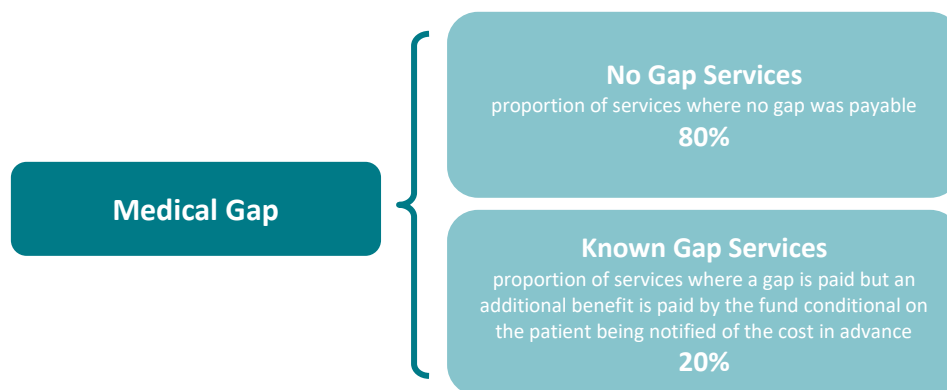 Medical Gap
No Gap Services
proportion of services where no gap was payable
80%
Known Gap Services
proportion of services where a gap is paid but an
additional benefit is paid by the fund conditional on
the patient being notified of the cost in advance
20%